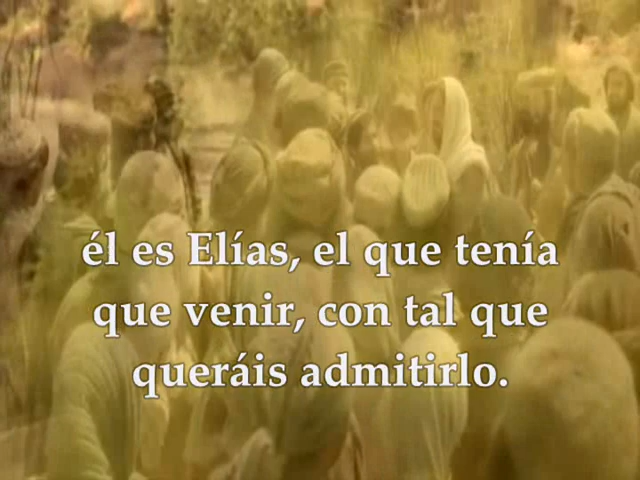 él es Elías, el que tenía
que venir, con tal que
queráis admitirlo.